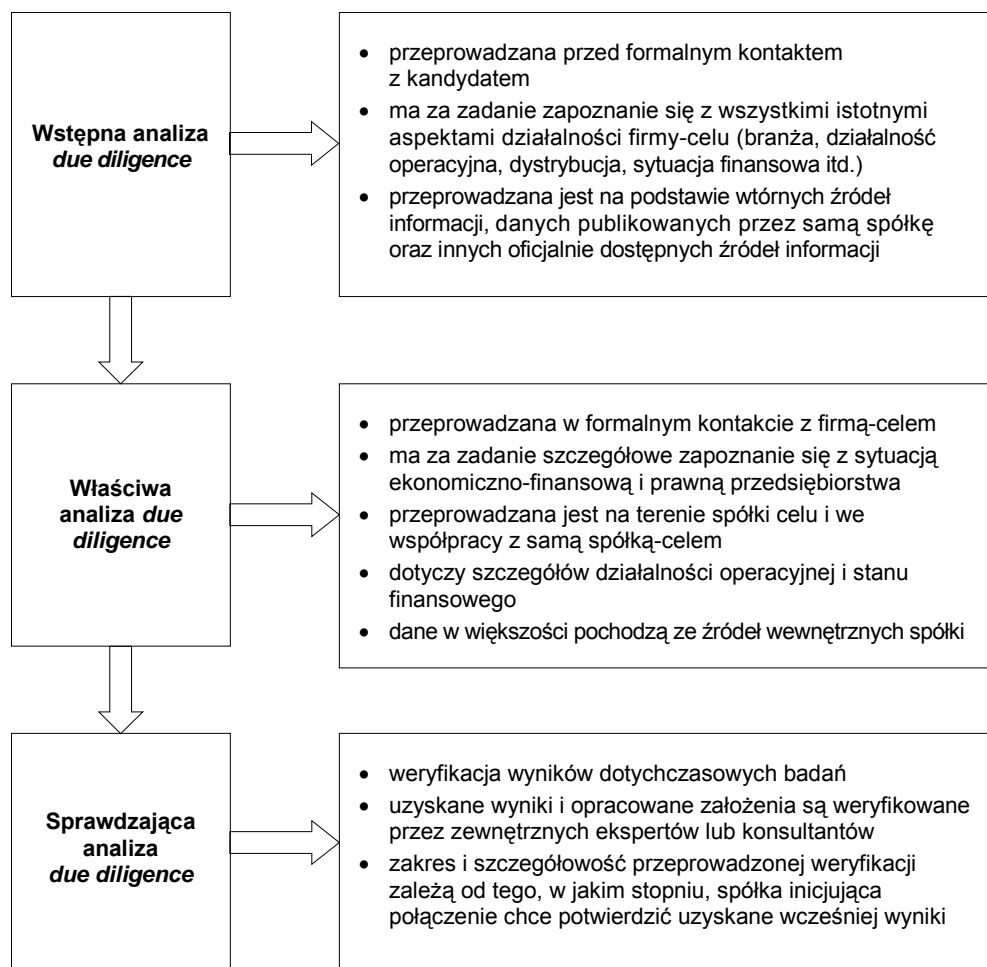 Wstępna analiza
due diligence
• przeprowadzana przed formalnym kontaktem
z kandydatem
• ma za zadanie zapoznanie się z wszystkimi istotnymi
aspektami działalności firmy-celu (branża, działalność
operacyjna, dystrybucja, sytuacja finansowa itd.)
• przeprowadzana jest na podstawie wtórnych źródeł
informacji, danych publikowanych przez samą spółkę
oraz innych oficjalnie dostępnych źródeł informacji
Właściwa
analiza due
diligence
• przeprowadzana w formalnym kontakcie z firmą-celem
• ma za zadanie szczegółowe zapoznanie się z sytuacją
ekonomiczno-finansową i prawną przedsiębiorstwa
• przeprowadzana jest na terenie spółki celu i we
współpracy z samą spółką-celem
• dotyczy szczegółów działalności operacyjnej i stanu
finansowego
• dane w większości pochodzą ze źródeł wewnętrznych spółki
Sprawdzająca
analiza
due diligence
• weryfikacja wyników dotychczasowych badań
• uzyskane wyniki i opracowane założenia są weryfikowane
przez zewnętrznych ekspertów lub konsultantów
• zakres i szczegółowość przeprowadzonej weryfikacji
zależą od tego, w jakim stopniu, spółka inicjująca
połączenie chce potwierdzić uzyskane wcześniej wyniki